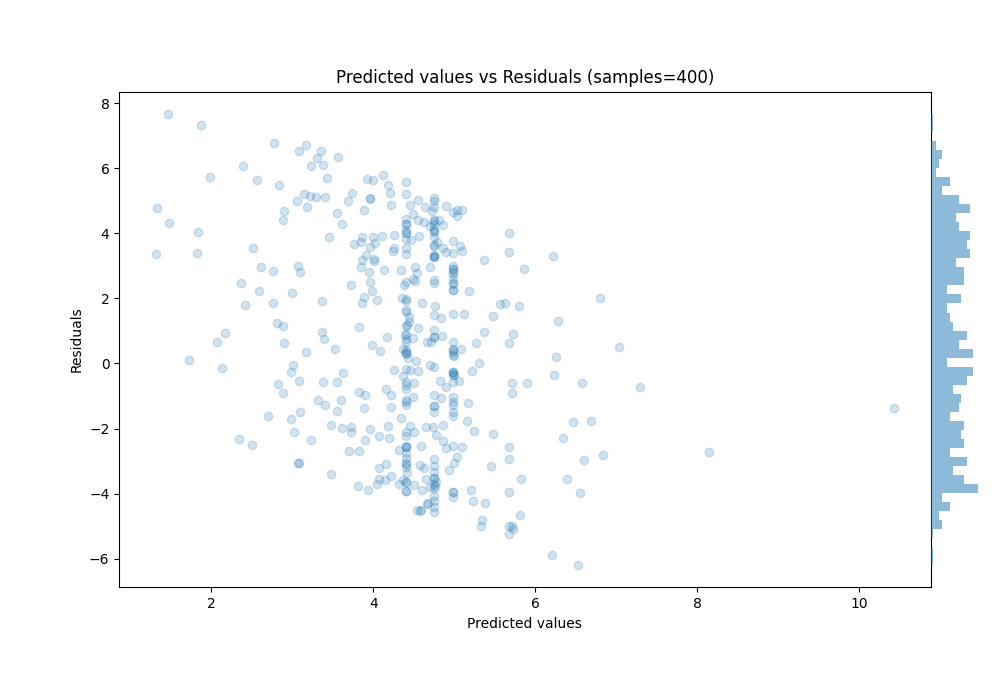 Predicted values vs Residuals (samples=400)
8
6
4
2
0
−2
−4
−6
Residuals
2 4 6 8 10
Predicted values